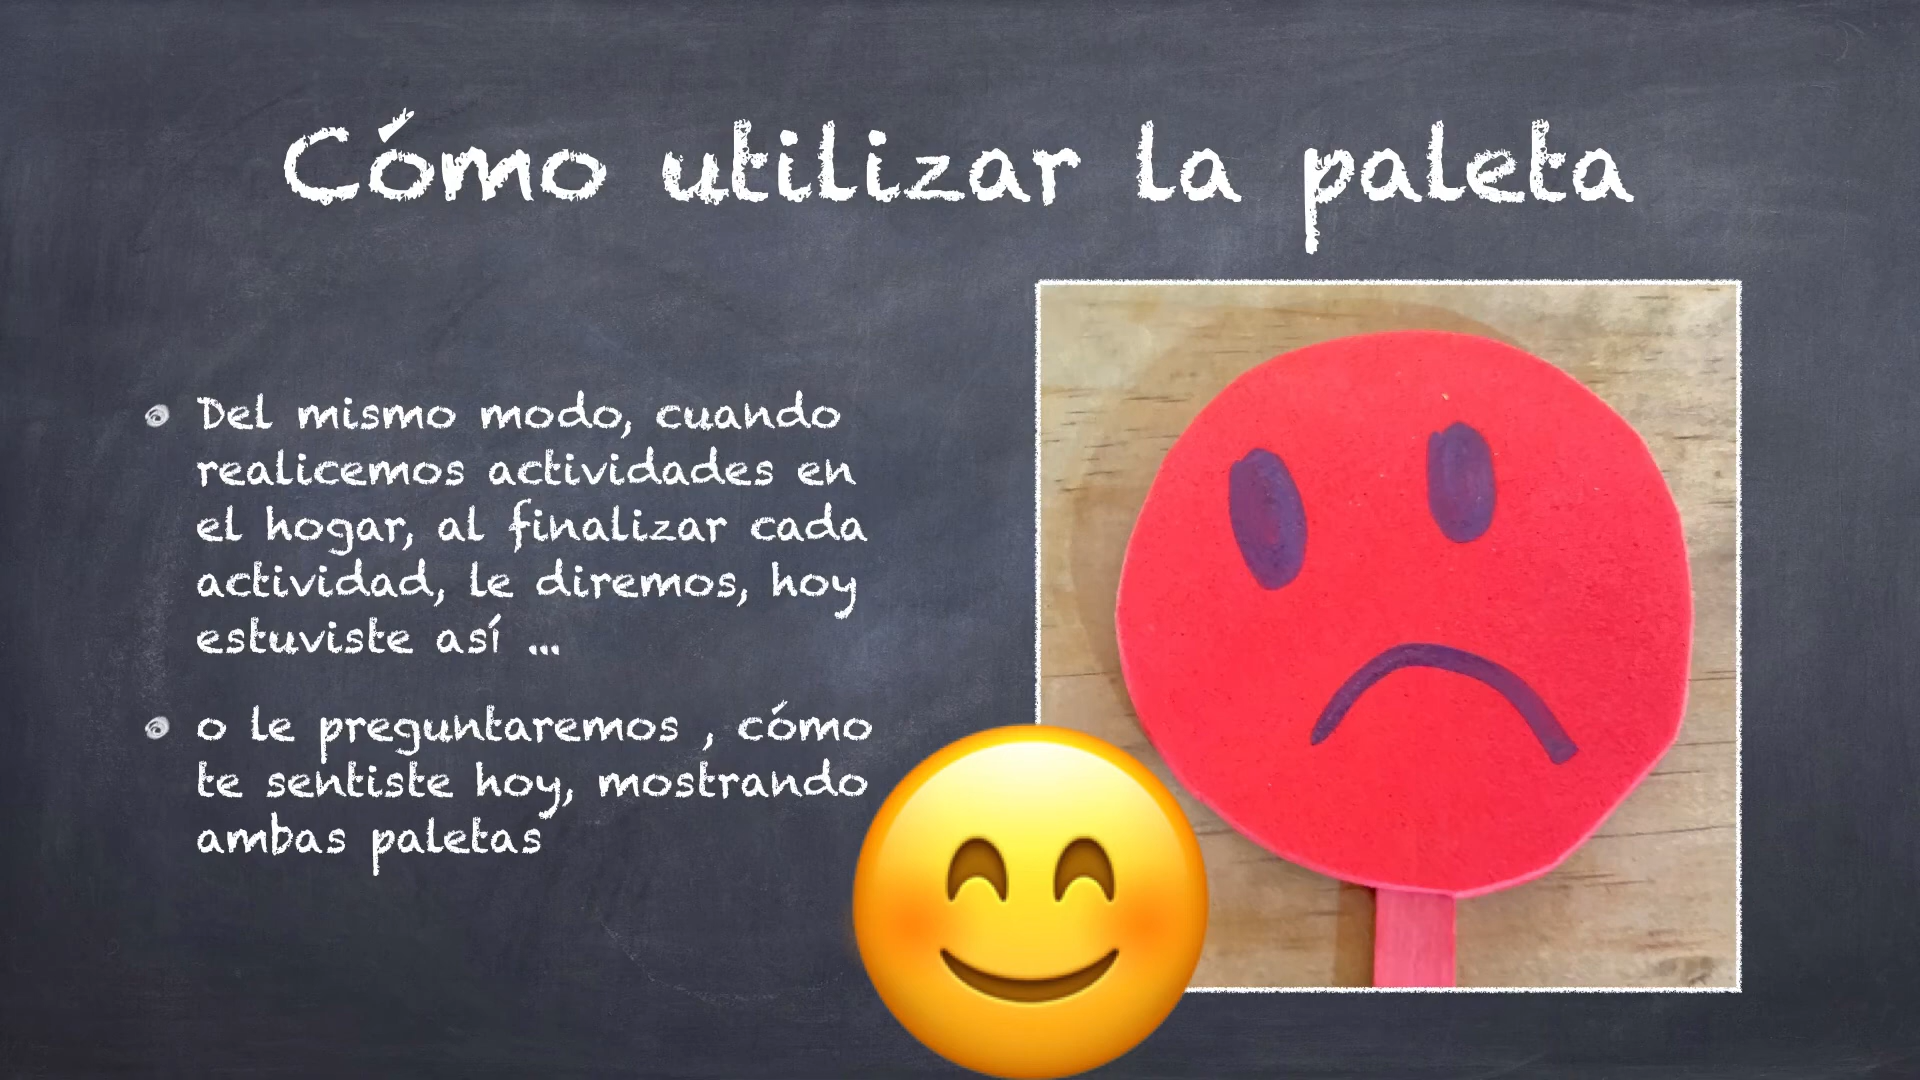 Cómo utilizar la paleta
Del mismo modo, cuando
realicemos actividades en
el hogar, al finalizar cada
actividad, le diremos, hoy
estuviste así ...
o le preguntaremos , cómo
te sentiste hoy, mostrando
ambas paletas